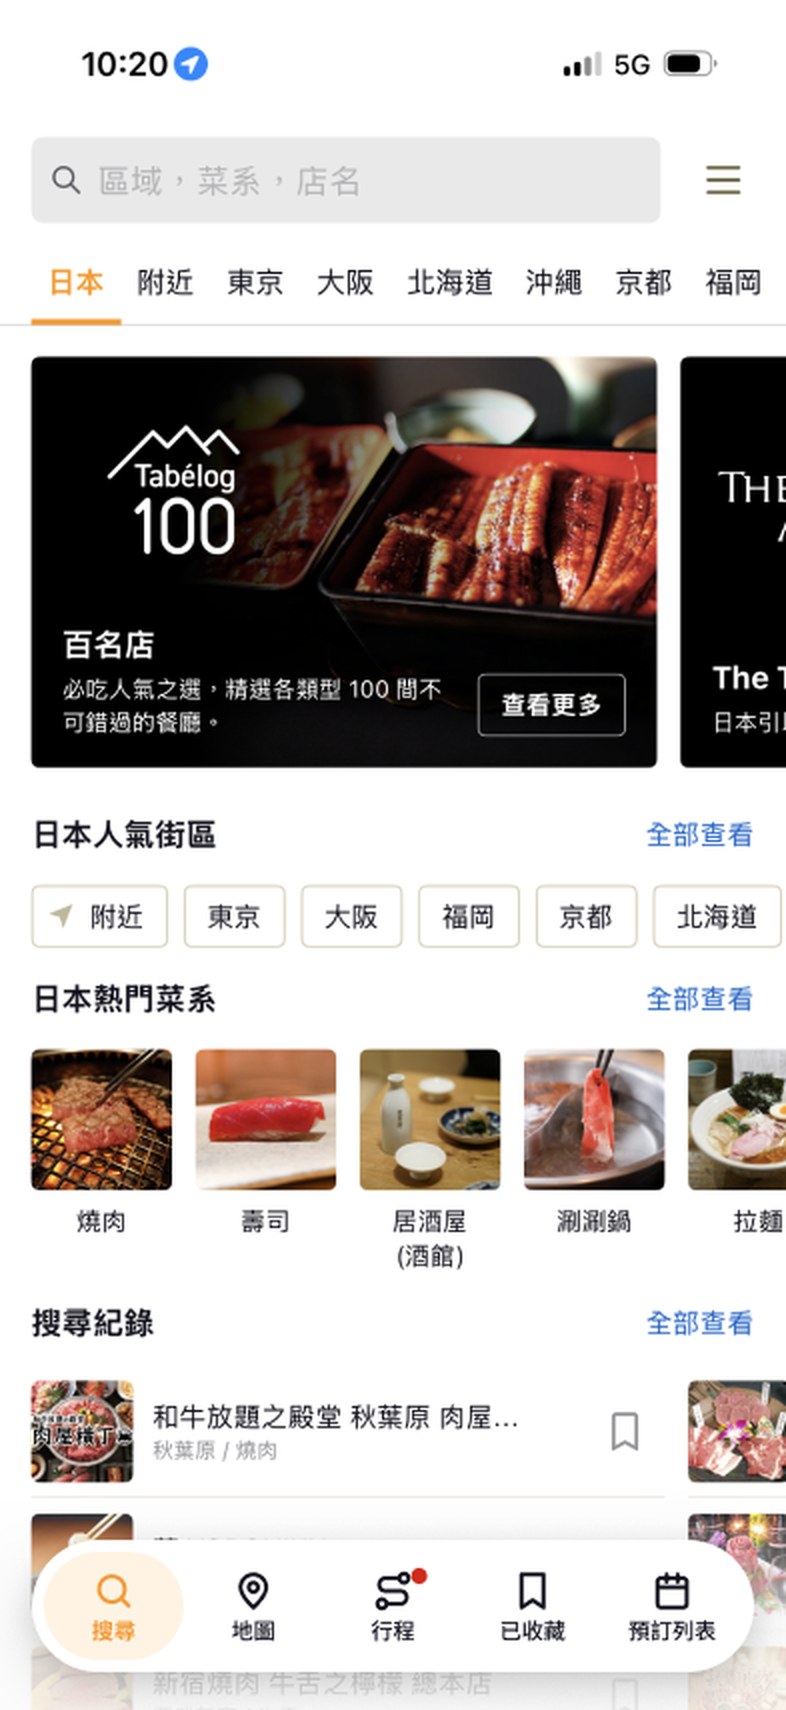 10:20
5G
區域，菜系，店名
日本 附近 東京 大阪 北海道 沖繩 京都 福岡
Tabélog
100
THE
百名店
必吃人氣之選，精選各類型 100 間不
可錯過的餐廳。
查看更多
The T
日本引
日本人氣街區
全部查看
附近 東京 大阪 福岡 京都 北海道
日本熱門菜系
全部查看
燒肉 壽司 居酒屋 涮涮鍋 拉麵
(酒館)
搜尋紀錄
全部查看
肉屋橫丁
和牛放題之殿堂 秋葉原 肉屋...
秋葉原 / 燒肉
搜尋 地圖 行程 已收藏 預訂列表
新宿燒肉 牛舌之檸檬 總本店